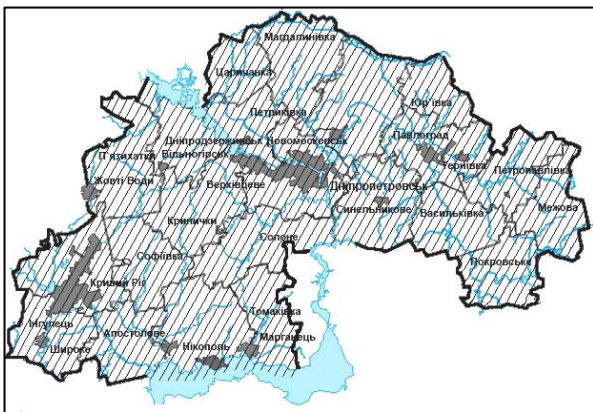 Магдалинівка
Царичанка
Юр'ївка
Петриківка
Павлоград
Дніпродзержинськ Новомосковськ
Вільногірськ
П'ятихатки
Тернівка
Петропавлівка
Жовті Води
Верхівцеве
Дніпропетровськ
Синельникове
Васильківка
Межова
Кринички
Солоне
Софіївка
Покровське
Кривий Ріг
Томаківка
Інгулець
Апостолове
Марганець
Нікополь
Широке